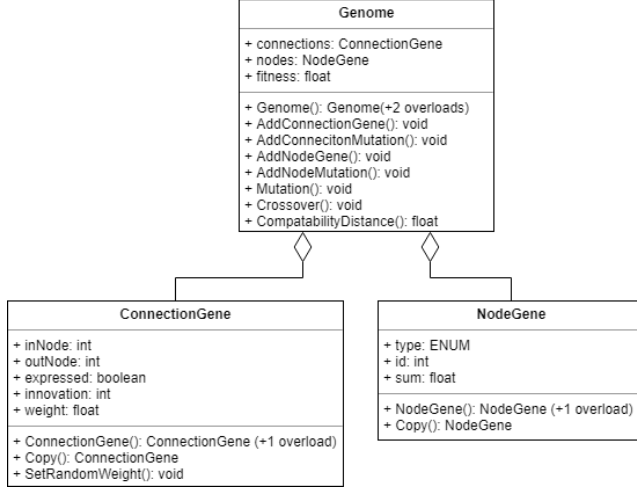 Genome
+ connections: ConnectionGene
+ nodes: NodeGene
+ fitness: float
+ Genome(): Genome(+2 overloads)
+ AddConnectionGene(): void
+ AddConnecitonMutation(): void
+ AddNodeGene(): void
+ AddNodeMutation(): void
+ Mutation(): void
+ Crossover(): void
+ CompatabilityDistance(): float
ConnectionGene
+ inNode: int
+ outNode: int
+ expressed: boolean
+ innovation: int
+ weight: float
+ ConnectionGene(): ConnectionGene (+1 overload)
+ Copy(): ConnectionGene
+ SetRandomWeight(): void
NodeGene
+ type: ENUM
+ id: int
+ sum: float
+ NodeGene(): NodeGene (+1 overload)
+ Copy(): NodeGene